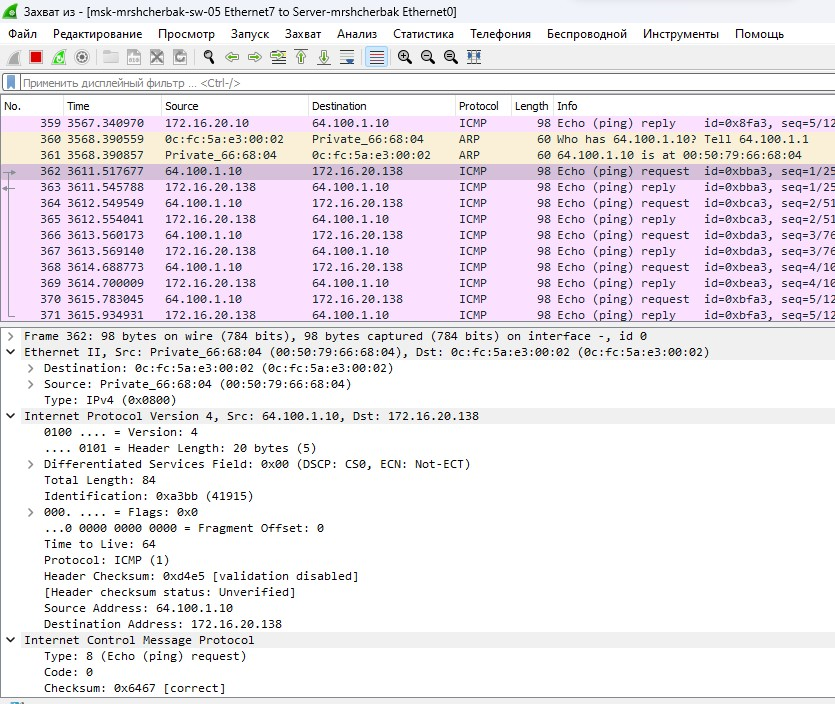 Захват из - [msk-mrshcherbak-sw-05 Ethernet7 to Server-mrshcherbak Ethernet0]
Файл Редактирование Просмотр Запуск Захват Анализ Статистика Телефония Беспроводной Инструменты Помощь
Применить дисплейный фильтр ... <Ctrl-/>
No. Time Source Destination Protocol Length Info
359 3567.340970 172.16.20.10 64.100.1.10 ICMP 98 Echo (ping) reply id=0x8fa3, seq=5/12
360 3568.390559 0c:fc:5a:e3:00:02 Private_66:68:04 ARP 60 Who has 64.100.1.10? Tell 64.100.1.1
361 3568.390857 Private_66:68:04 0c:fc:5a:e3:00:02 ARP 60 64.100.1.10 is at 00:50:79:66:68:04
362 3611.517677 64.100.1.10 172.16.20.138 ICMP 98 Echo (ping) request id=0xbba3, seq=1/25
363 3611.545788 172.16.20.138 64.100.1.10 ICMP 98 Echo (ping) reply id=0xbba3, seq=1/25
364 3612.549549 64.100.1.10 172.16.20.138 ICMP 98 Echo (ping) request id=0xbca3, seq=2/51
365 3612.554041 172.16.20.138 64.100.1.10 ICMP 98 Echo (ping) reply id=0xbca3, seq=2/51
366 3613.560173 64.100.1.10 172.16.20.138 ICMP 98 Echo (ping) request id=0xbda3, seq=3/76
367 3613.569140 172.16.20.138 64.100.1.10 ICMP 98 Echo (ping) reply id=0xbda3, seq=3/76
368 3614.688773 64.100.1.10 172.16.20.138 ICMP 98 Echo (ping) request id=0xbea3, seq=4/10
369 3614.700009 172.16.20.138 64.100.1.10 ICMP 98 Echo (ping) reply id=0xbea3, seq=4/10
370 3615.783045 64.100.1.10 172.16.20.138 ICMP 98 Echo (ping) request id=0xbfa3, seq=5/12
371 3615.934931 172.16.20.138 64.100.1.10 ICMP 98 Echo (ping) reply id=0xbfa3, seq=5/12
Frame 362: 98 bytes on wire (784 bits), 98 bytes captured (784 bits) on interface -, id 0
Ethernet II, Src: Private_66:68:04 (00:50:79:66:68:04), Dst: 0c:fc:5a:e3:00:02 (0c:fc:5a:e3:00:02)
Destination: 0c:fc:5a:e3:00:02 (0c:fc:5a:e3:00:02)
Source: Private_66:68:04 (00:50:79:66:68:04)
Type: IPv4 (0x0800)
Internet Protocol Version 4, Src: 64.100.1.10, Dst: 172.16.20.138
0100 .... = Version: 4
.... 0101 = Header Length: 20 bytes (5)
Differentiated Services Field: 0x00 (DSCP: CS0, ECN: Not-ECT)
Total Length: 84
Identification: 0xa3bb (41915)
000. .... = Flags: 0x0
...0 0000 0000 0000 = Fragment Offset: 0
Time to Live: 64
Protocol: ICMP (1)
Header Checksum: 0xd4e5 [validation disabled]
[Header checksum status: Unverified]
Source Address: 64.100.1.10
Destination Address: 172.16.20.138
Internet Control Message Protocol
Type: 8 (Echo (ping) request)
Code: 0
Checksum: 0x6467 [correct]